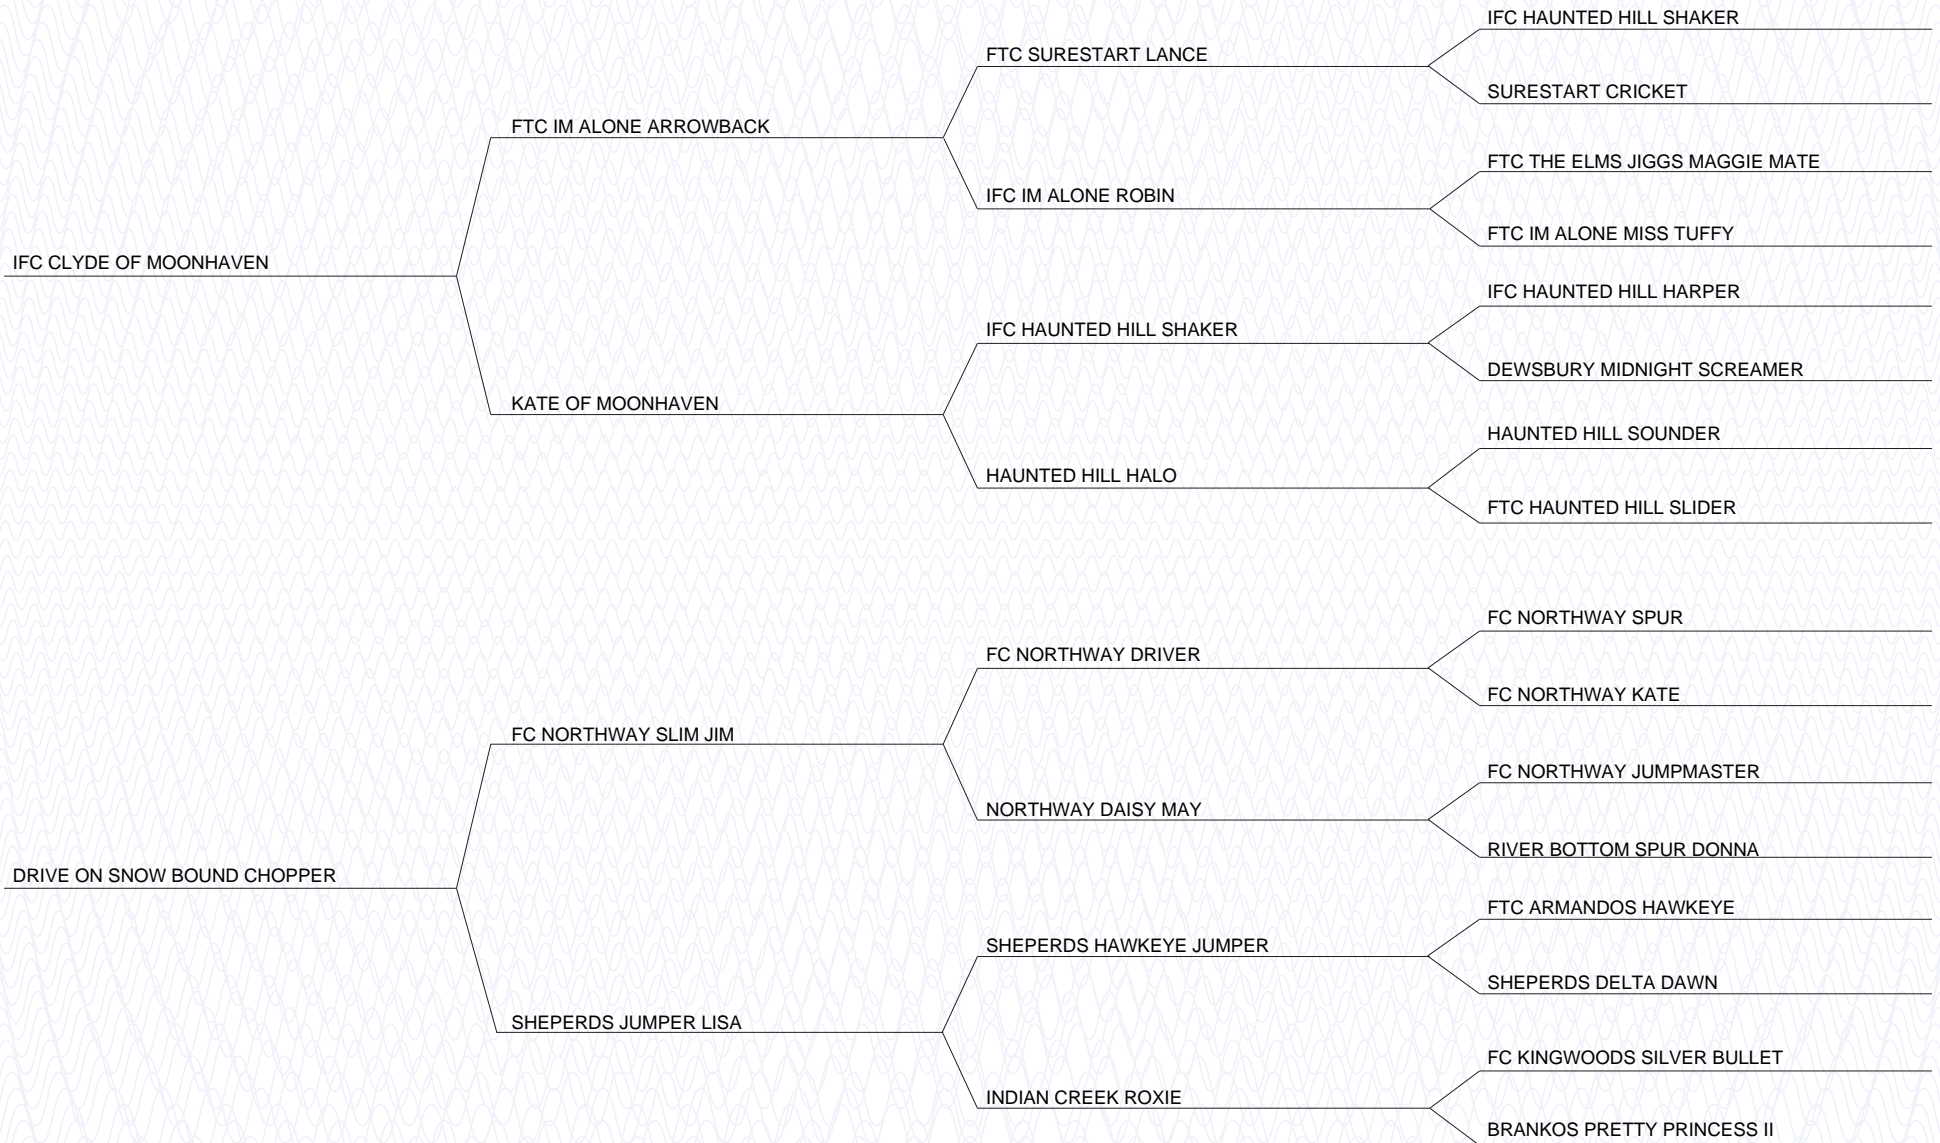 IFC HAUNTED HILL SHAKER
FTC SURESTART LANCE
SURESTART CRICKET
FTC IM ALONE ARROWBACK
FTC THE ELMS JIGGS MAGGIE MATE
IFC IM ALONE ROBIN
FTC IM ALONE MISS TUFFY
IFC CLYDE OF MOONHAVEN
IFC HAUNTED HILL HARPER
IFC HAUNTED HILL SHAKER
DEWSBURY MIDNIGHT SCREAMER
KATE OF MOONHAVEN
HAUNTED HILL SOUNDER
HAUNTED HILL HALO
FTC HAUNTED HILL SLIDER
FC NORTHWAY SPUR
FC NORTHWAY DRIVER
FC NORTHWAY KATE
FC NORTHWAY SLIM JIM
FC NORTHWAY JUMPMASTER
NORTHWAY DAISY MAY
RIVER BOTTOM SPUR DONNA
DRIVE ON SNOW BOUND CHOPPER
FTC ARMANDOS HAWKEYE
SHEPERDS HAWKEYE JUMPER
SHEPERDS DELTA DAWN
SHEPERDS JUMPER LISA
FC KINGWOODS SILVER BULLET
INDIAN CREEK ROXIE
BRANKOS PRETTY PRINCESS II